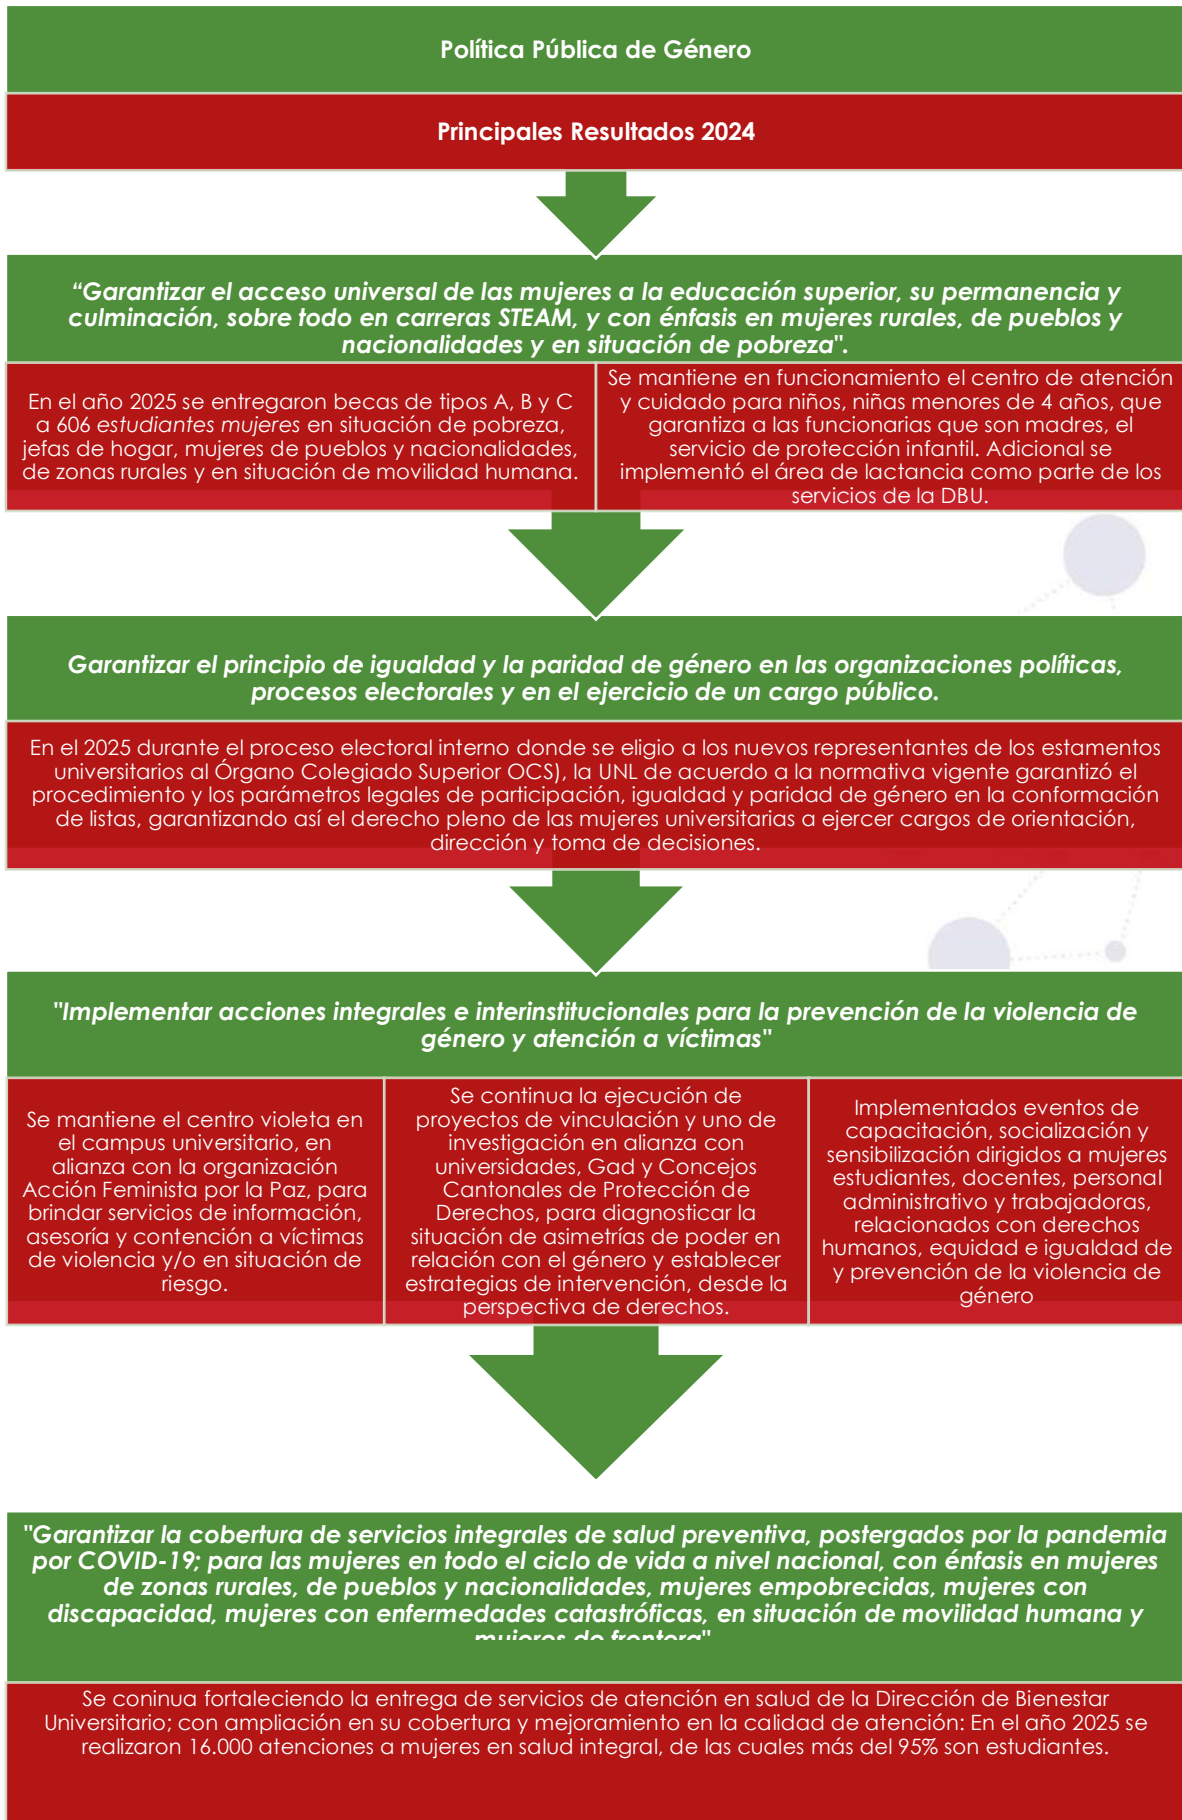 Política Pública de Género
Principales Resultados 2024
“Garantizar el acceso universal de las mujeres a la educación superior, su permanencia y
culminación, sobre todo en carreras STEAM, y con énfasis en mujeres rurales, de pueblos y
nacionalidades y en situación de pobreza".
En el año 2025 se entregaron becas de tipos A, B y C
a 606 estudiantes mujeres en situación de pobreza,
jefas de hogar, mujeres de pueblos y nacionalidades,
de zonas rurales y en situación de movilidad humana.
Se mantiene en funcionamiento el centro de atención
y cuidado para niños, niñas menores de 4 años, que
garantiza a las funcionarias que son madres, el
servicio de protección infantil. Adicional se
implementó el área de lactancia como parte de los
servicios de la DBU.
Garantizar el principio de igualdad y la paridad de género en las organizaciones políticas,
procesos electorales y en el ejercicio de un cargo público.
En el 2025 durante el proceso electoral interno donde se eligio a los nuevos representantes de los estamentos
universitarios al Órgano Colegiado Superior OCS), la UNL de acuerdo a la normativa vigente garantizó el
procedimiento y los parámetros legales de participación, igualdad y paridad de género en la conformación
de listas, garantizando así el derecho pleno de las mujeres universitarias a ejercer cargos de orientación,
dirección y toma de decisiones.
"Implementar acciones integrales e interinstitucionales para la prevención de la violencia de
género y atención a víctimas"
Se mantiene el centro violeta en
el campus universitario, en
alianza con la organización
Acción Feminista por la Paz, para
brindar servicios de información,
asesoría y contención a víctimas
de violencia y/o en situación de
riesgo.
Se continua la ejecución de
proyectos de vinculación y uno de
investigación en alianza con
universidades, Gad y Concejos
Cantonales de Protección de
Derechos, para diagnosticar la
situación de asimetrías de poder en
relación con el género y establecer
estrategias de intervención, desde la
perspectiva de derechos.
Implementados eventos de
capacitación, socialización y
sensibilización dirigidos a mujeres
estudiantes, docentes, personal
administrativo y trabajadoras,
relacionados con derechos
humanos, equidad e igualdad de
y prevención de la violencia de
género
"Garantizar la cobertura de servicios integrales de salud preventiva, postergados por la pandemia
por COVID-19; para las mujeres en todo el ciclo de vida a nivel nacional, con énfasis en mujeres
de zonas rurales, de pueblos y nacionalidades, mujeres empobrecidas, mujeres con
discapacidad, mujeres con enfermedades catastróficas, en situación de movilidad humana y
mujeres de frontera"
Se coninua fortaleciendo la entrega de servicios de atención en salud de la Dirección de Bienestar
Universitario; con ampliación en su cobertura y mejoramiento en la calidad de atención: En el año 2025 se
realizaron 16.000 atenciones a mujeres en salud integral, de las cuales más del 95% son estudiantes.